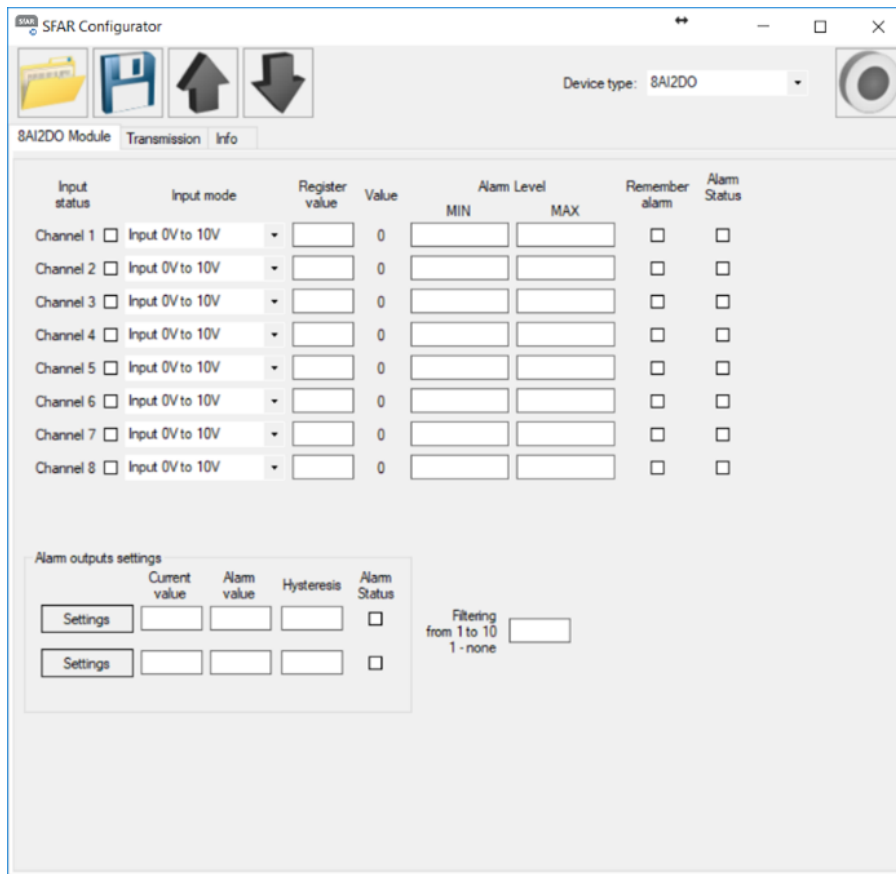 SFAR
SFAR Configurator
Device type: 8AI2DO
8AI2DO Module Transmission Info
Input status Input mode Register value Value Alarm Level MIN MAX Remember alarm Alarm Status
Channel 1 Input 0V to 10V 0
Channel 2 Input 0V to 10V 0
Channel 3 Input 0V to 10V 0
Channel 4 Input 0V to 10V 0
Channel 5 Input 0V to 10V 0
Channel 6 Input 0V to 10V 0
Channel 7 Input 0V to 10V 0
Channel 8 Input 0V to 10V 0
Alarm outputs settings
Current value Alarm value Hysteresis Alarm Status
Settings
Settings
Filtering
from 1 to 10
1 - none